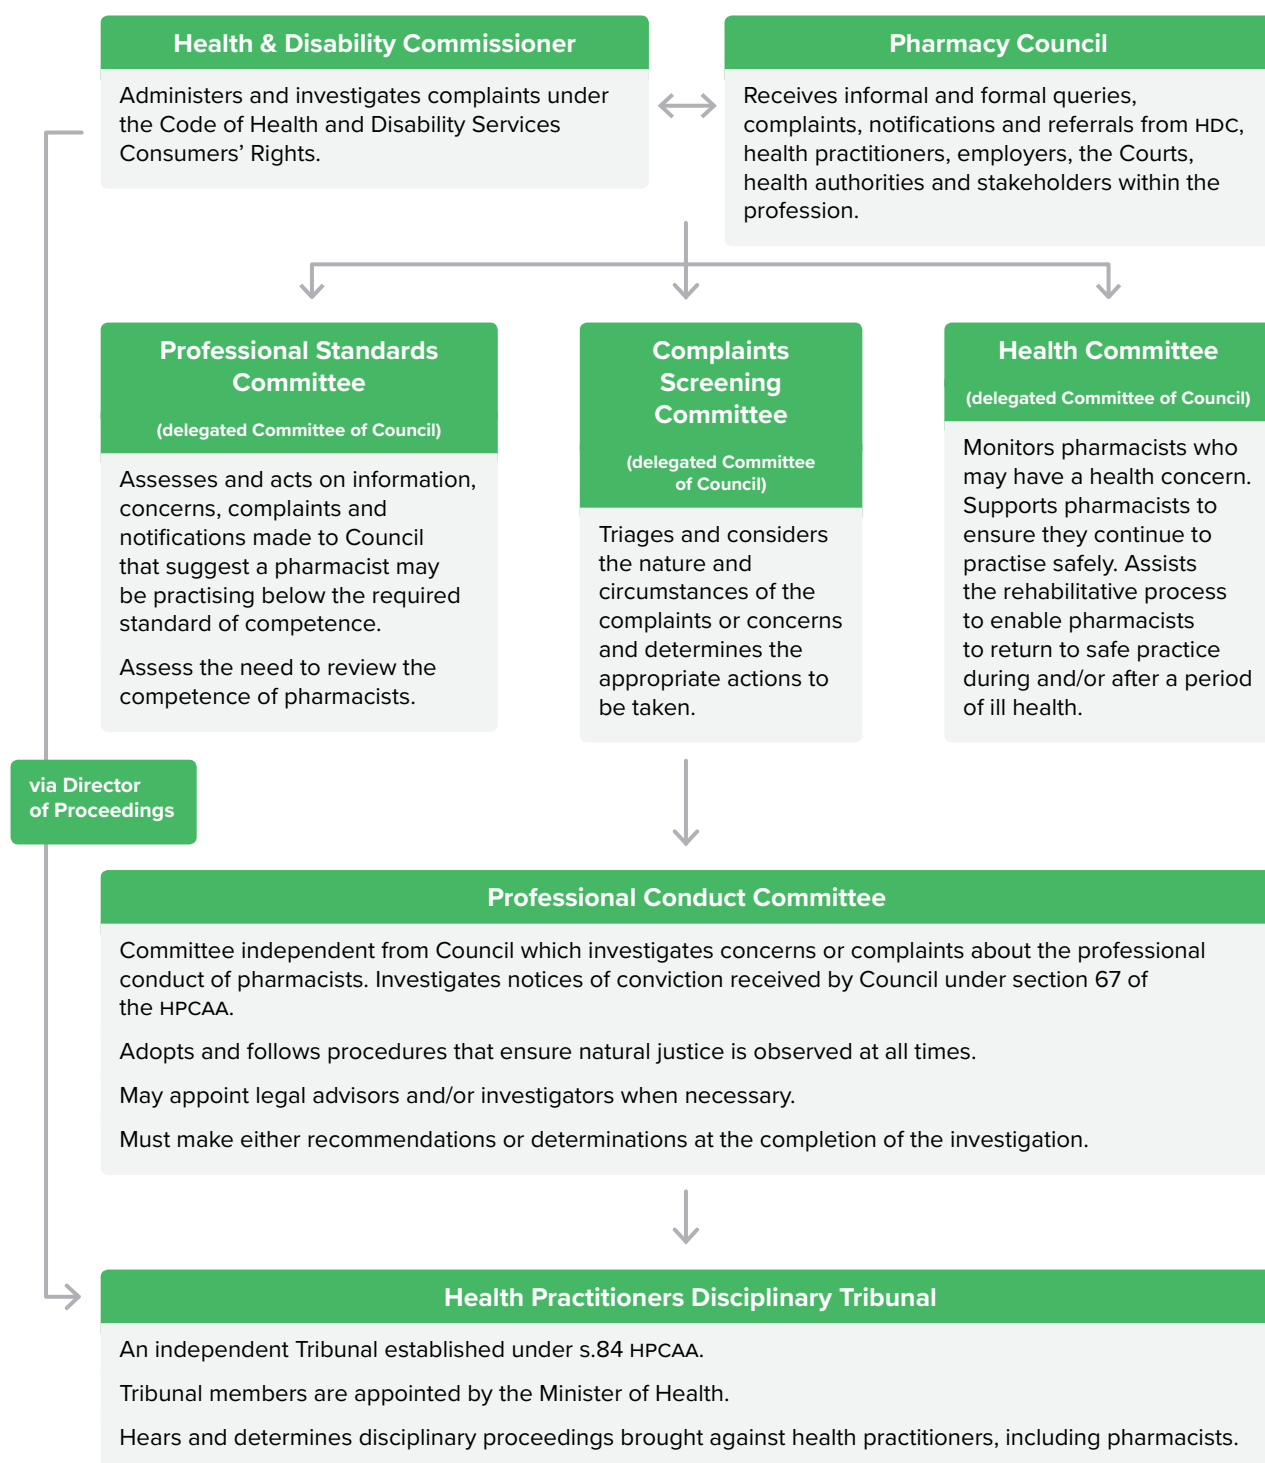 Health & Disability Commissioner
Administers and investigates complaints under
the Code of Health and Disability Services
Consumers’ Rights.
Pharmacy Council
Receives informal and formal queries,
complaints, notifications and referrals from HDC,
health practitioners, employers, the Courts,
health authorities and stakeholders within the
profession.
Professional Standards
Committee
(delegated Committee of Council)
Assesses and acts on information,
concerns, complaints and
notifications made to Council
that suggest a pharmacist may
be practising below the required
standard of competence.
Assess the need to review the
competence of pharmacists.
Complaints
Screening
Committee
(delegated Committee
of Council)
Triages and considers
the nature and
circumstances of the
complaints or concerns
and determines the
appropriate actions to
be taken.
Health Committee
(delegated Committee of Council)
Monitors pharmacists who
may have a health concern.
Supports pharmacists to
ensure they continue to
practise safely. Assists
the rehabilitative process
to enable pharmacists
to return to safe practice
during and/or after a period
of ill health.
via Director
of Proceedings
Professional Conduct Committee
Committee independent from Council which investigates concerns or complaints about the professional
conduct of pharmacists. Investigates notices of conviction received by Council under section 67 of
the HPCAA.
Adopts and follows procedures that ensure natural justice is observed at all times.
May appoint legal advisors and/or investigators when necessary.
Must make either recommendations or determinations at the completion of the investigation.
Health Practitioners Disciplinary Tribunal
An independent Tribunal established under s.84 HPCAA.
Tribunal members are appointed by the Minister of Health.
Hears and determines disciplinary proceedings brought against health practitioners, including pharmacists.